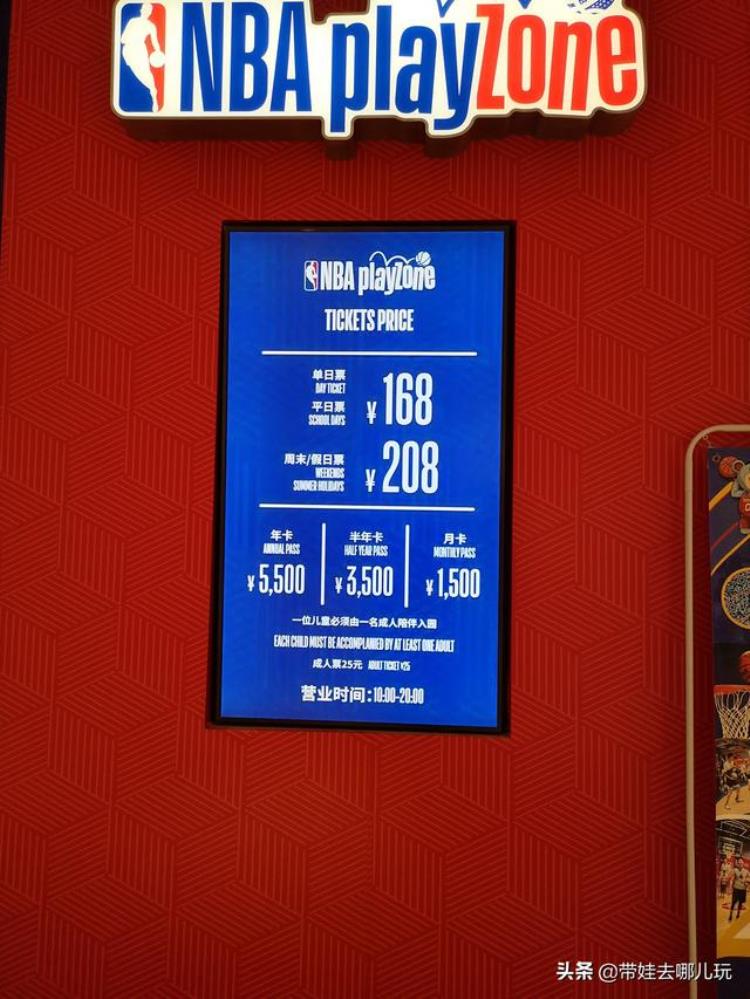 NBA playzone
NBA playzone
TICKETS PRICE
单日票
DAY TICKET
平日票
SCHOOL DAYS
¥168
周末/假日票
WEEKENDS
SUMMER HOLIDAYS
¥208
年卡
ANNUAL PASS
¥5,500
半年卡
HALF YEAR PASS
¥3,500
月卡
MONTHLY PASS
¥1,500
一位儿童必须由一名成人陪伴入园
EACH CHILD MUST BE ACCOMPLANIED BY AT LEAST ONE ADULT
成人票25元 ADULT TICKET ¥25
营业时间:10:00-20:00
头条 @带娃去哪儿玩